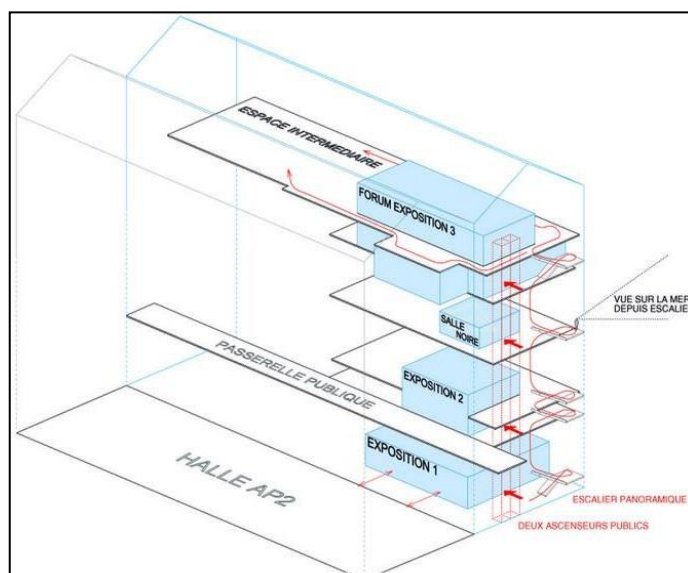 ESPACE INTERMEDIAIRE
FORUM EXPOSITION 3
VUE SUR LA MER
DEPUIS ESCALIE
SALLE
NOIRE
PASSERELLE PUBLIQUE
EXPOSITION 2
EXPOSITION 1
HALLE AP2
ESCALIER PANORAMIQUE
DEUX ASCENSEURS PUBLICS